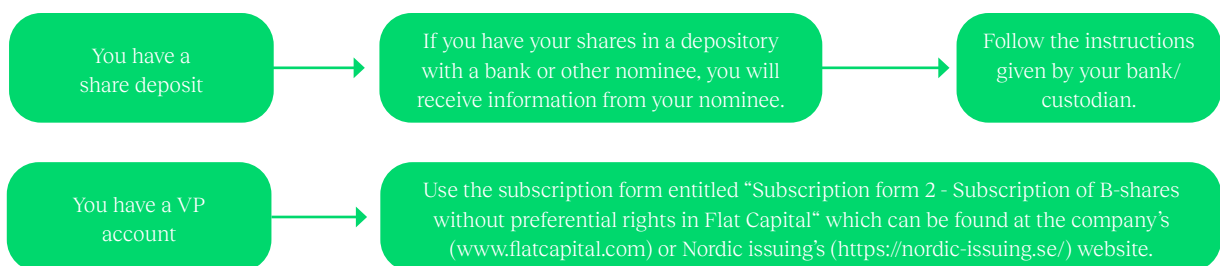 You have a
share deposit
If you have your shares in a depository
with a bank or other nominee, you will
receive information from your nominee.
Follow the instructions
given by your bank/
custodian.
You have a VP
account
Use the subscription form entitled “Subscription form 2 - Subscription of B-shares
without preferential rights in Flat Capital“ which can be found at the company’s
(www.flatcapital.com) or Nordic issuing’s (https://nordic-issuing.se/) website.